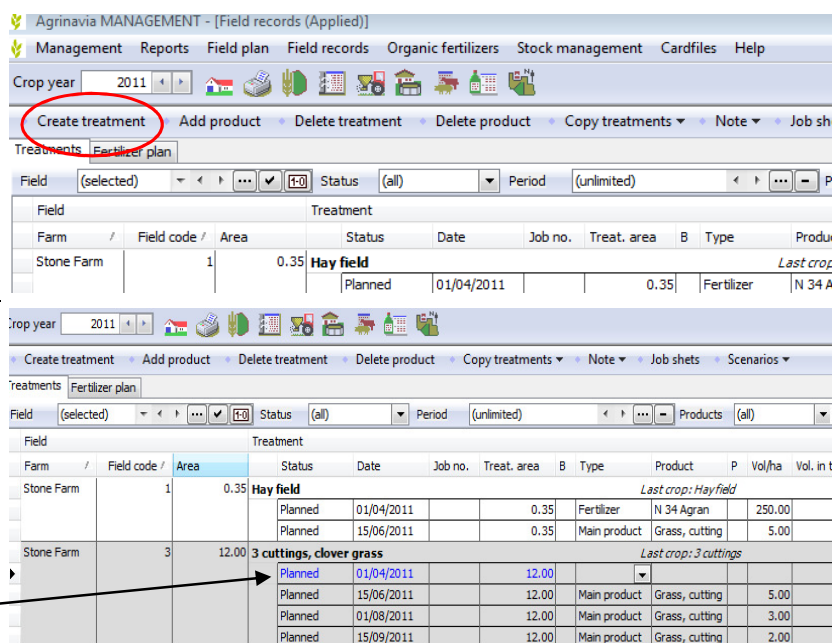 Agrinavia MANAGEMENT - [Field records (Applied)]
Management Reports Field plan Field records Organic fertilizers Stock management Cardfiles Help
Crop year 2011
Create treatment Add product Delete treatment Delete product Copy treatments Note Job sh
Treatments Fertilizer plan
Field (selected) 1-0 Status (all) Period (unlimited) P
Field Treatment
Farm / Field code / Area Status Date Job no. Treat. area B Type Produ
Stone Farm 1 0.35 Hay field Last crop
Planned 01/04/2011 0.35 Fertilizer N 34 A
Crop year 2011
Create treatment Add product Delete treatment Delete product Copy treatments Note Job shets Scenarios
Treatments Fertilizer plan
Field (selected) 1-0 Status (all) Period (unlimited) Products (all)
Field Treatment
Farm / Field code / Area Status Date Job no. Treat. area B Type Product P Vol/ha Vol. in t
Stone Farm 1 0.35 Hay field Last crop: Hay field
Planned 01/04/2011 0.35 Fertilizer N 34 Agran 250.00
Planned 15/06/2011 0.35 Main product Grass, cutting 5.00
Stone Farm 3 12.00 3 cuttings, clover grass Last crop: 3 cuttings
Planned 01/04/2011 12.00
Planned 15/06/2011 12.00 Main product Grass, cutting 5.00
Planned 01/08/2011 12.00 Main product Grass, cutting 3.00
Planned 15/09/2011 12.00 Main product Grass, cutting 2.00